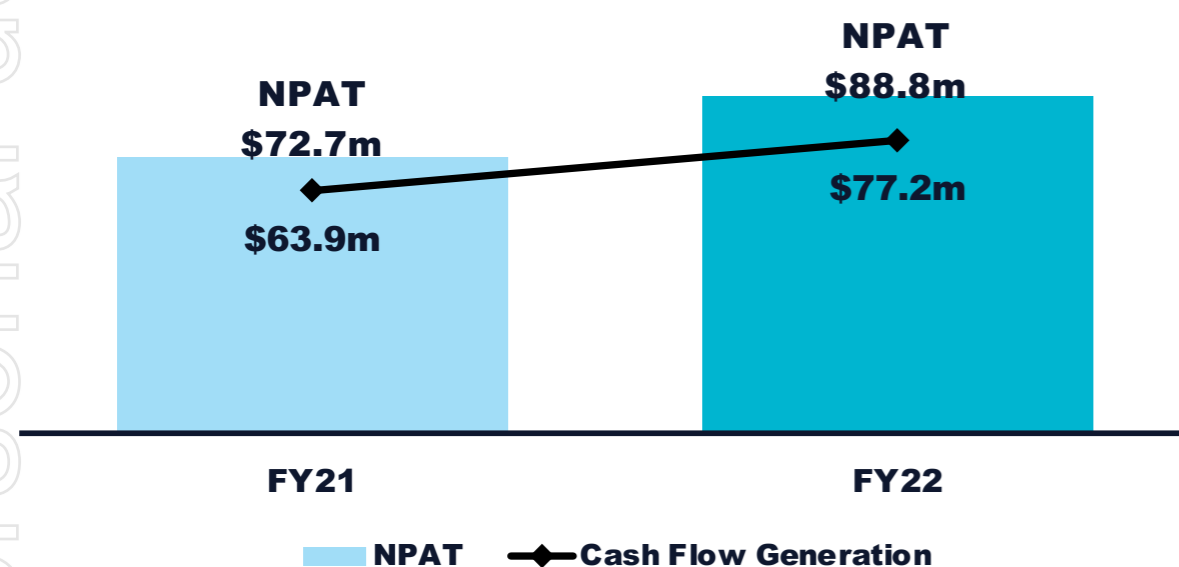 NPAT
$88.8m
NPAT
$72.7m
$77.2m
$63.9m
FY21 FY22
NPAT Cash Flow Generation